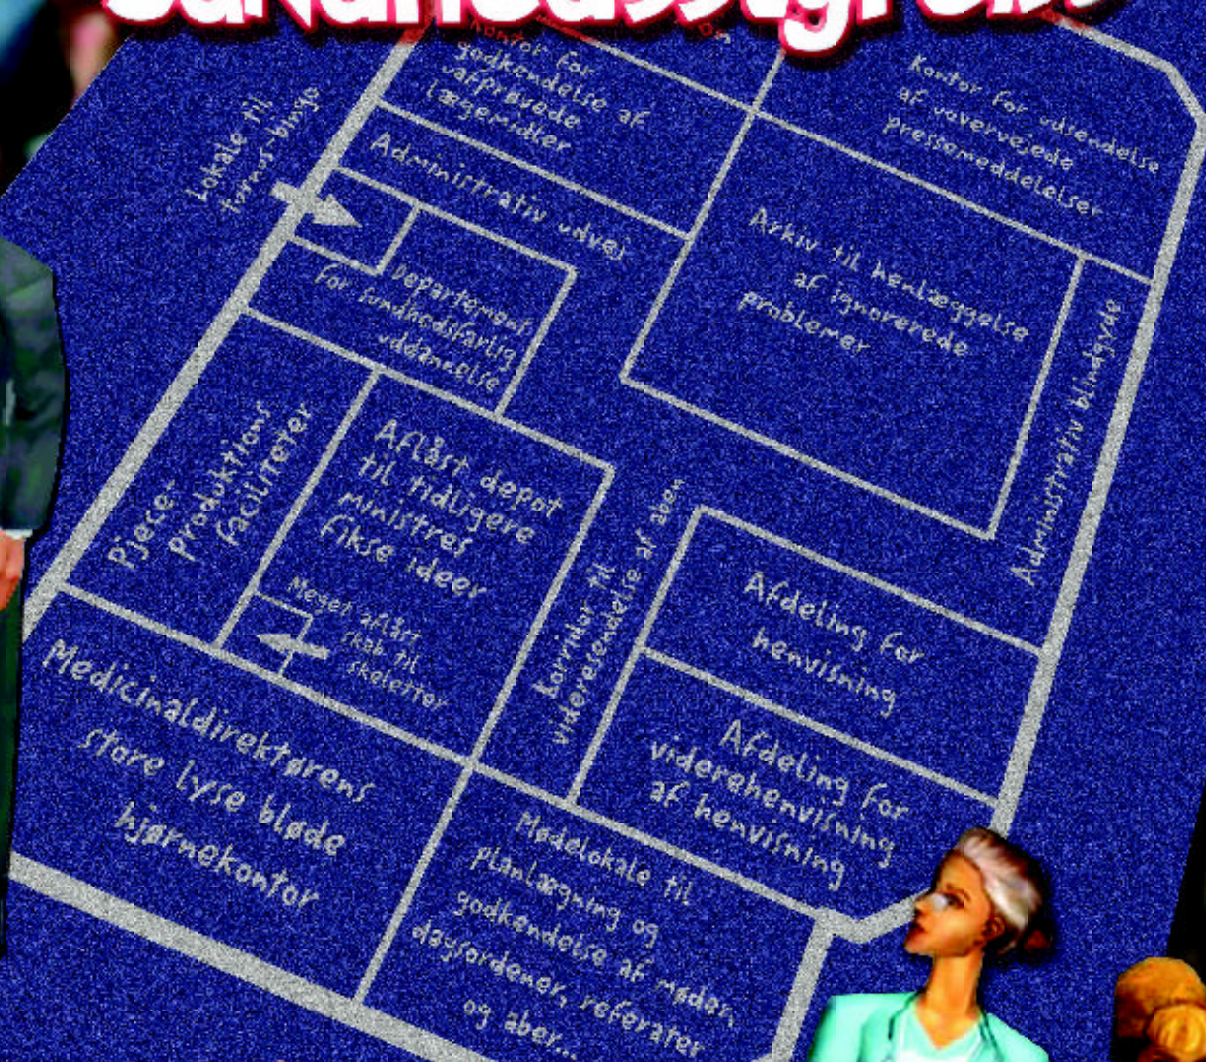 Kontor for
godkendelse af
uafprøvede
lægemidler
Kontor for udsendelse
af uovervejede
pressemeddelelser
Lokale til
turnus-bingo
Administrativ udvej
Arkiv til henlæggelse
af ignorerede
problemer
Departement
for sundhedsfarlig
uddannelse
Administrativ blindgyde
Pjece-
produktions
faciliteter
Aflåst depot
til tidligere
ministres
fikse ideer
Meget aflåst
skab til
skeletter
korridor til
videresendelse af aben
Afdeling for
henvisning
Afdeling for
viderehenvisning
af henvisning
Medicinaldirektørens
store lyse bløde
hjørnekontor
Mødelokale til
planlægning og
godkendelse af møder,
dagsordener, referater
og aber...